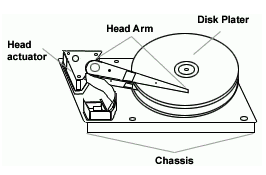 Disk Plater
Head Arm
Head
actuator
Chassis